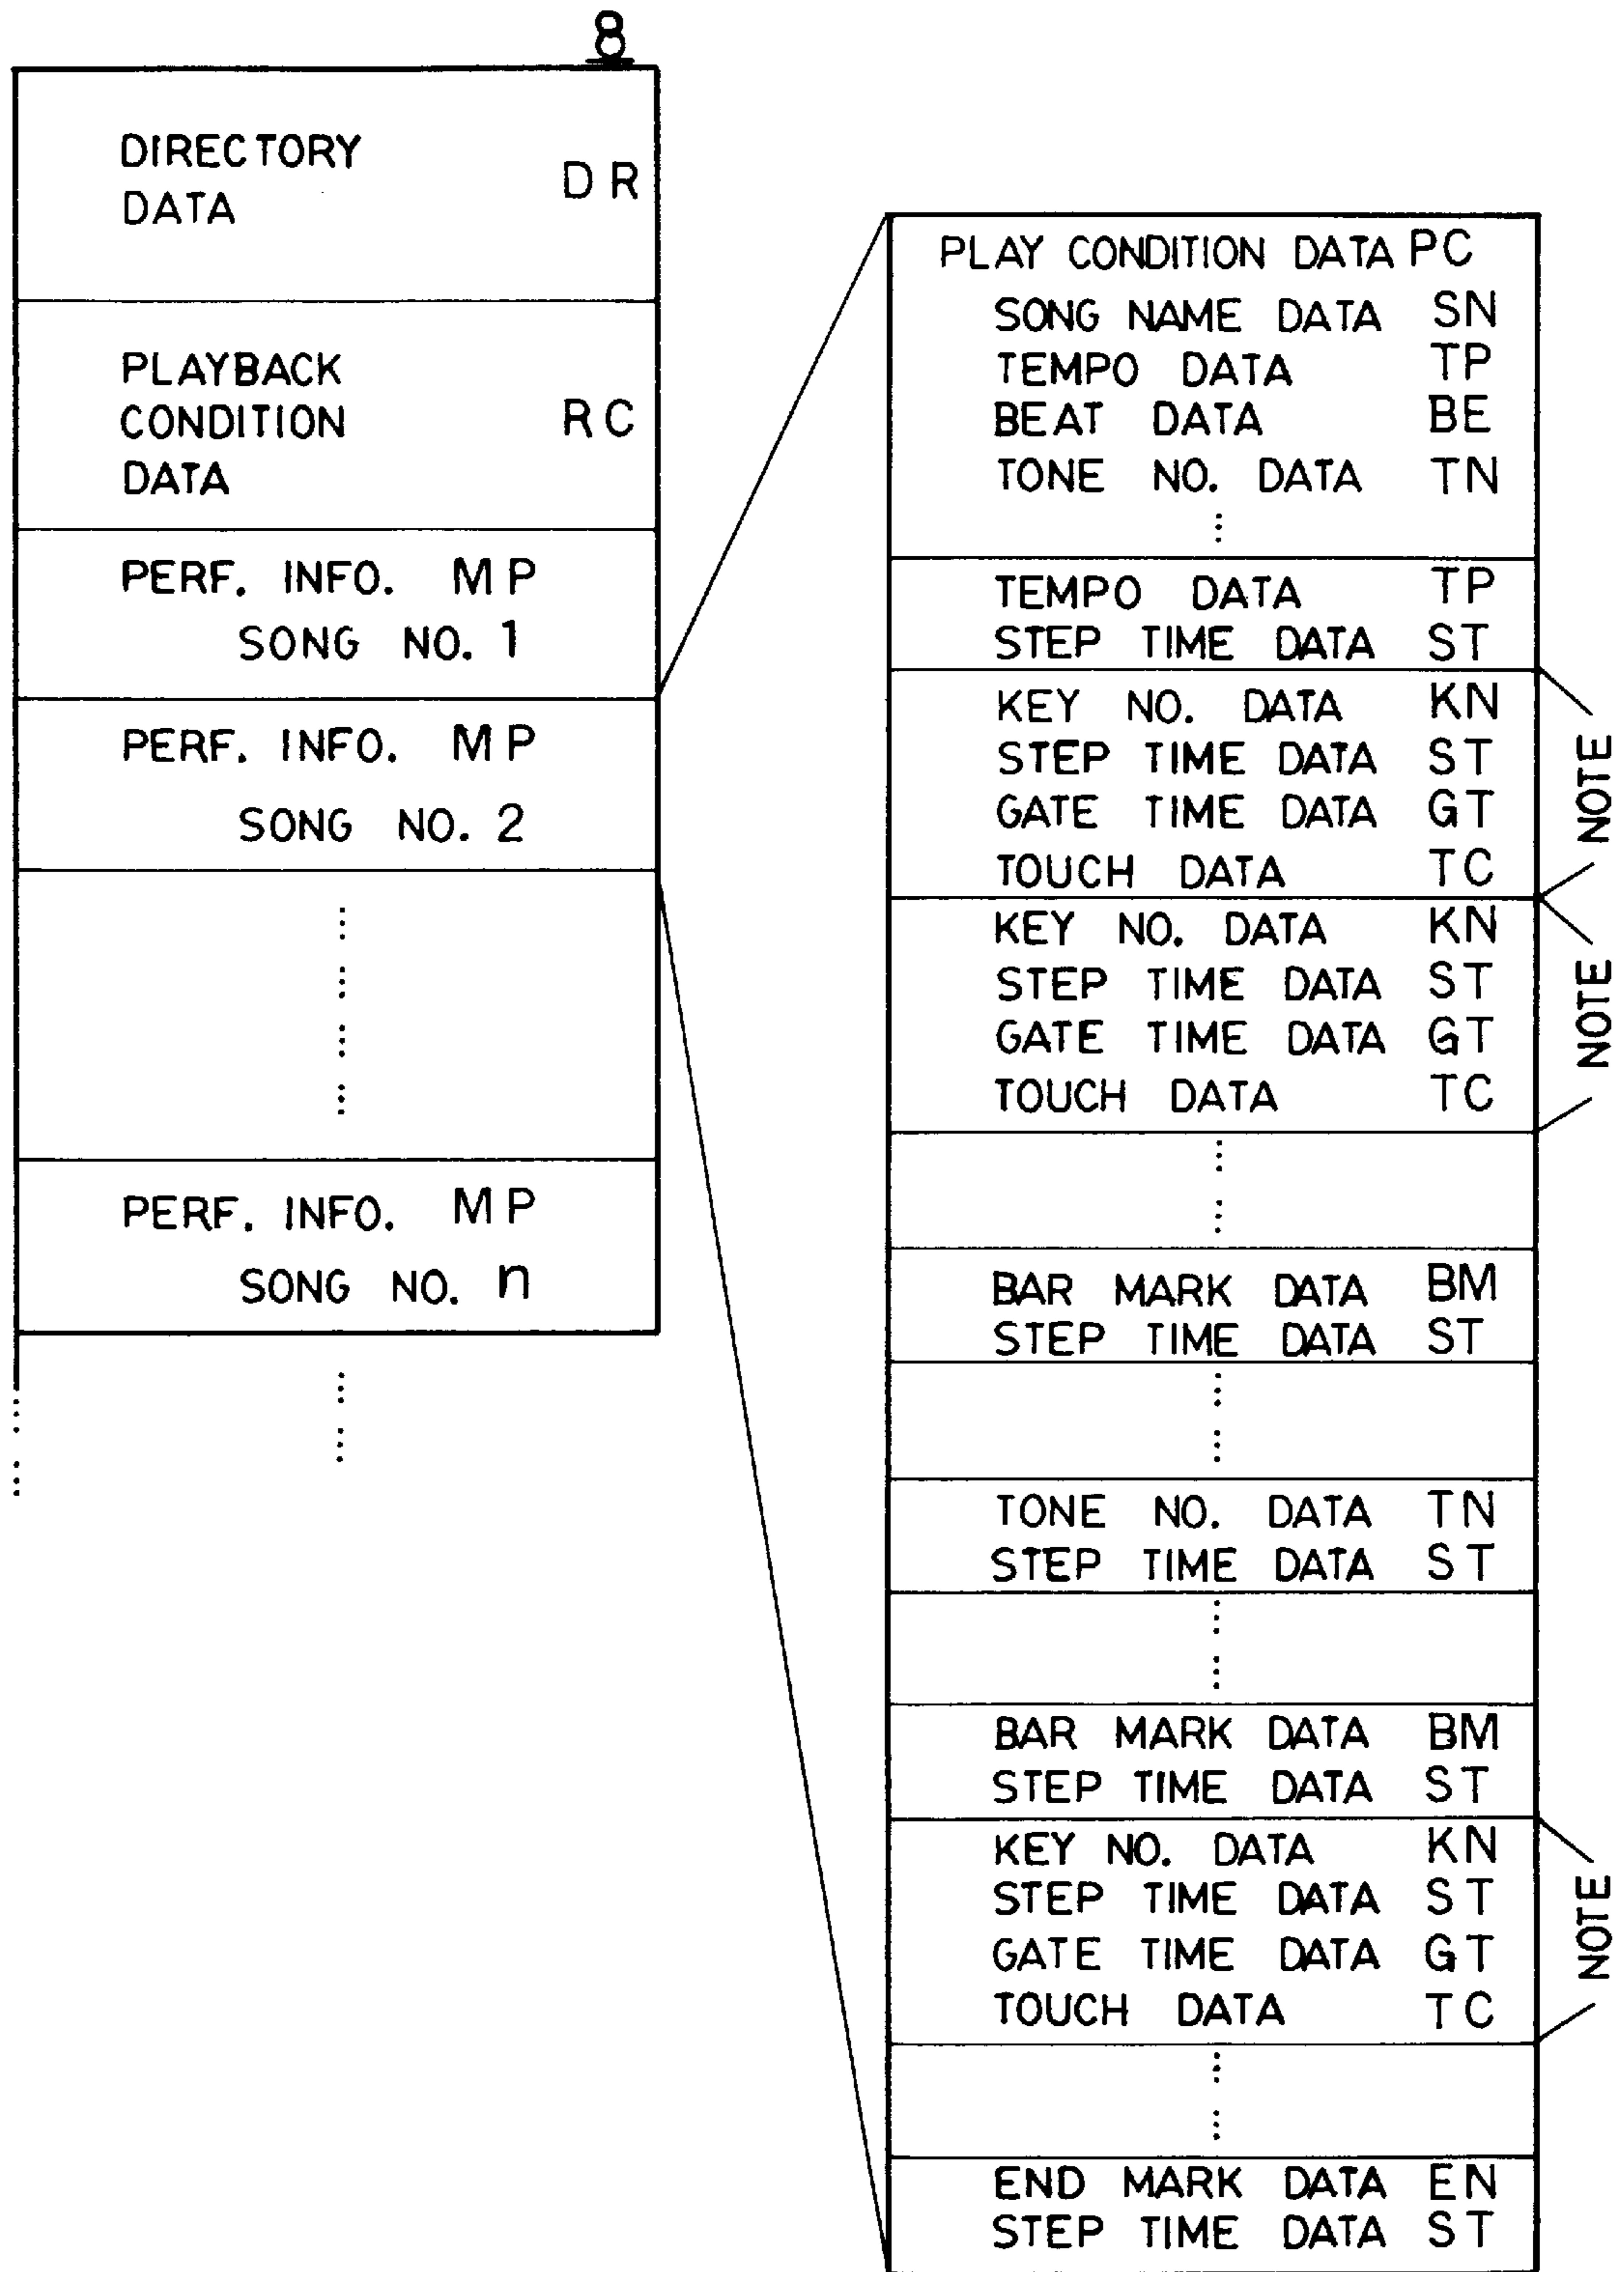 8
DIRECTORY
DATA
DR
PLAYBACK
CONDITION
DATA
RC
PERF. INFO. MP
SONG NO. 1
PERF. INFO. MP
SONG NO. 2
PERF. INFO. MP
SONG NO. n
PLAY CONDITION DATA PC
SONG NAME DATA SN
TEMPO DATA TP
BEAT DATA BE
TONE NO. DATA TN
TEMPO DATA TP
STEP TIME DATA ST
KEY NO. DATA KN
STEP TIME DATA ST
GATE TIME DATA GT
TOUCH DATA TC
NOTE
KEY NO. DATA KN
STEP TIME DATA ST
GATE TIME DATA GT
TOUCH DATA TC
NOTE
BAR MARK DATA BM
STEP TIME DATA ST
TONE NO. DATA TN
STEP TIME DATA ST
BAR MARK DATA BM
STEP TIME DATA ST
KEY NO. DATA KN
STEP TIME DATA ST
GATE TIME DATA GT
TOUCH DATA TC
NOTE
END MARK DATA EN
STEP TIME DATA ST